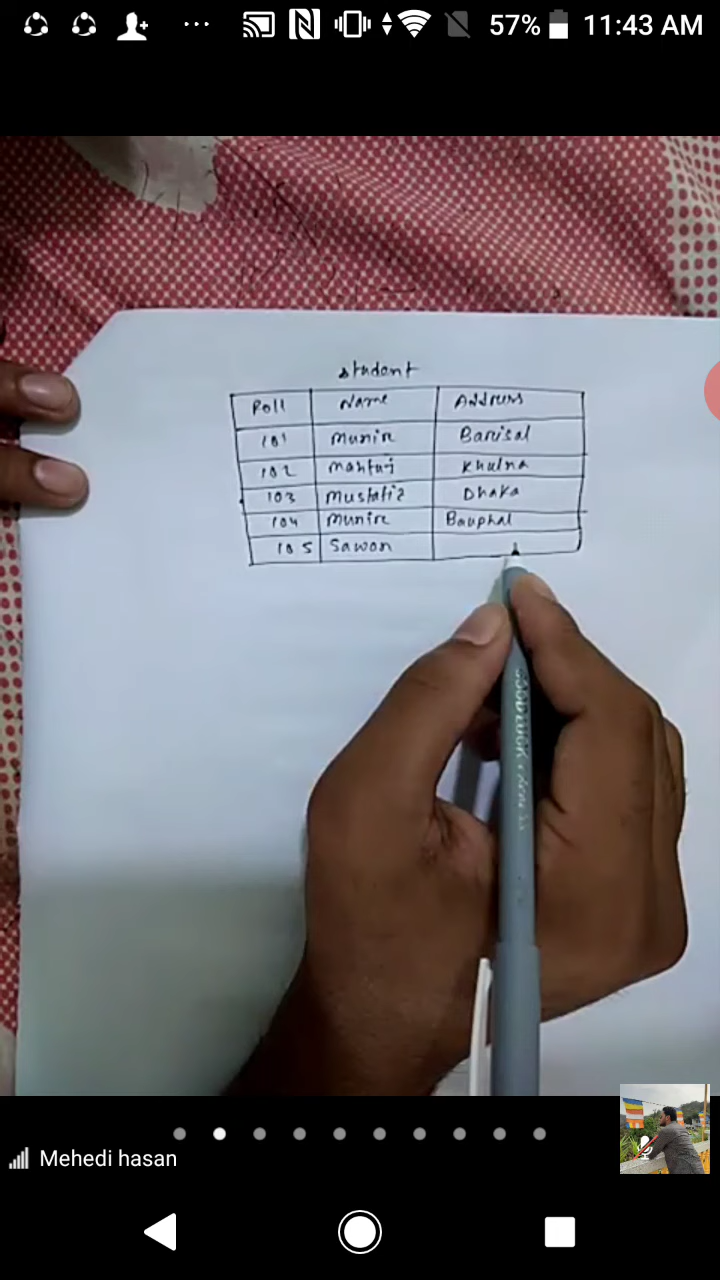 57% 11:43 AM
student
Roll Name Address
101 Munir Barisal
102 Mahfuj Khulna
103 Mustafiz Dhaka
104 Munir Bauphal
105 Sawon
GOODLUCK
Mehedi hasan